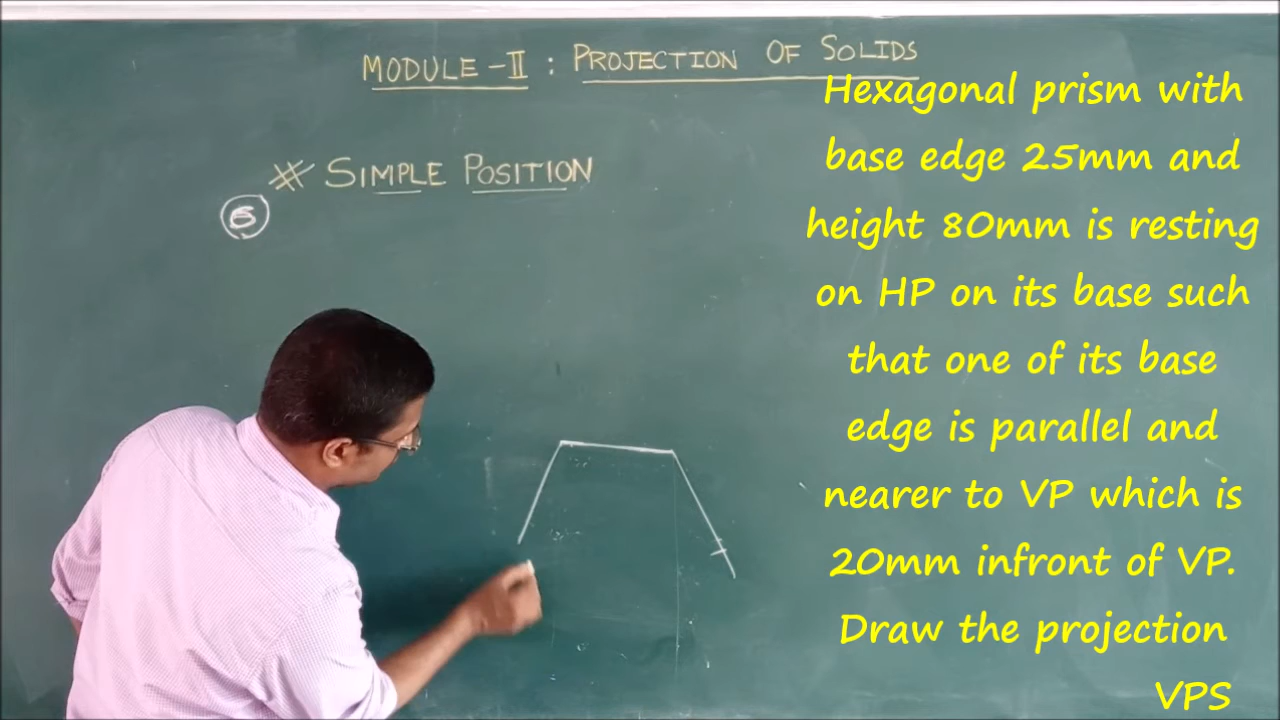 MODULE-II : PROJECTION OF SOLIDS
# SIMPLE POSITION
6
Hexagonal prism with
base edge 25mm and
height 80mm is resting
on HP on its base such
that one of its base
edge is parallel and
nearer to VP which is
20mm infront of VP.
Draw the projection
VPS